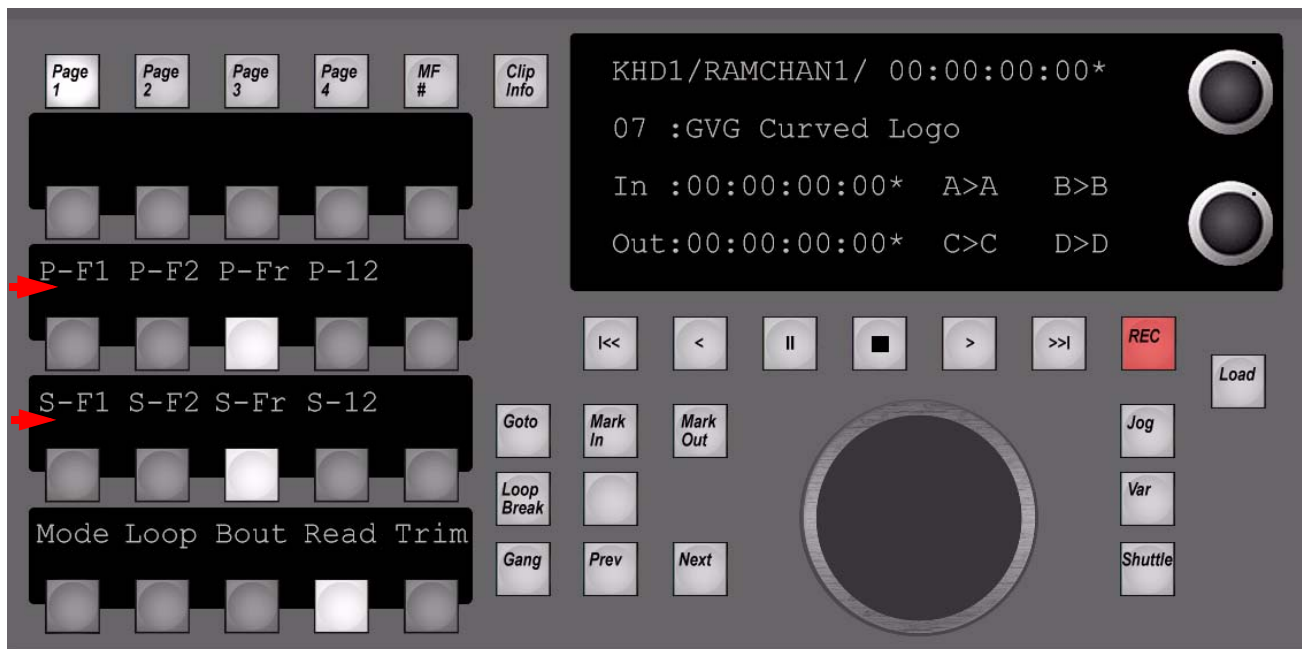 Page 1
Page 2
Page 3
Page 4
MF #
Clip Info
KHD1/RAMCHAN1/ 00:00:00:00*
07 :GVG Curved Logo
In :00:00:00:00* A>A B>B
Out:00:00:00:00* C>C D>D
P-F1 P-F2 P-Fr P-12
|<< < II > >>| REC
Load
S-F1 S-F2 S-Fr S-12
Goto
Mark In
Mark Out
Jog
Loop Break
Var
Mode Loop Bout Read Trim
Gang Prev Next Shuttle